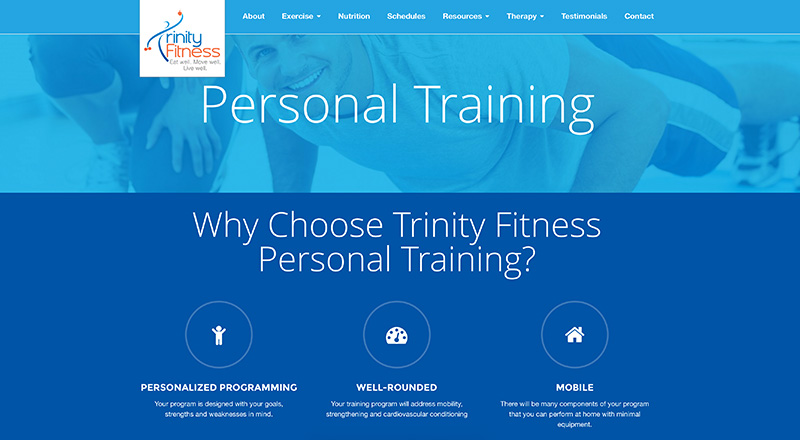 Trinity
Fitness
Eat well. Move well.
Live well.
About Exercise Nutrition Schedules Resources Therapy Testimonials Contact
Personal Training
Why Choose Trinity Fitness
Personal Training?
PERSONALIZED PROGRAMMING
Your program is designed with your goals,
strengths and weaknesses in mind.
WELL-ROUNDED
Your training program will address mobility,
strengthening and cardiovascular conditioning
MOBILE
There will be many components of your program
that you can perform at home with minimal
equipment.